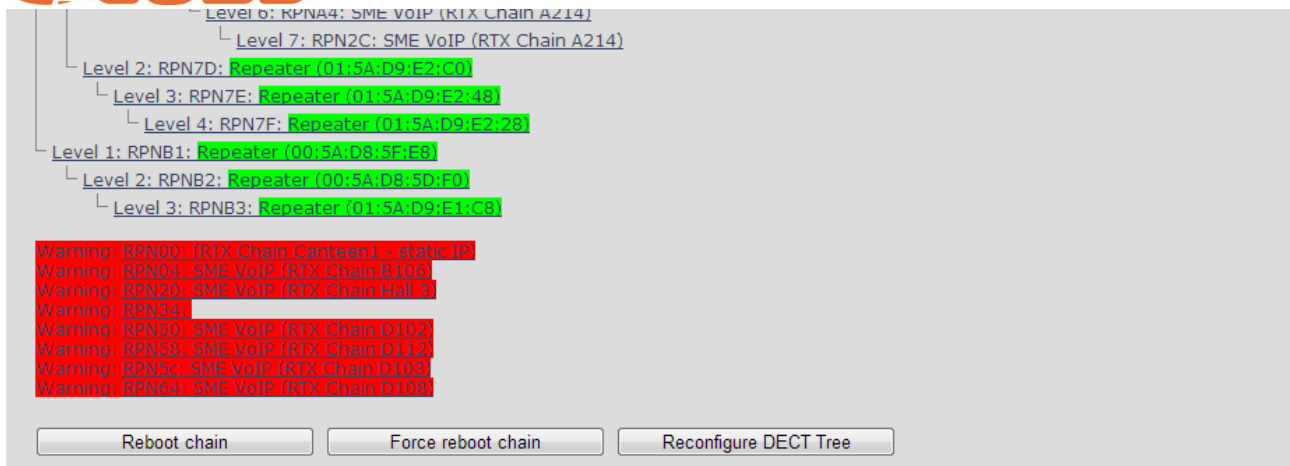 Level 6: RPNA4: SME VoIP (RTX Chain A214)
Level 7: RPN2C: SME VoIP (RTX Chain A214)
Level 2: RPN7D: Repeater (01:5A:D9:E2:C0)
Level 3: RPN7E: Repeater (01:5A:D9:E2:48)
Level 4: RPN7F: Repeater (01:5A:D9:E2:28)
Level 1: RPNB1: Repeater (00:5A:D8:5F:E8)
Level 2: RPNB2: Repeater (00:5A:D8:5D:F0)
Level 3: RPNB3: Repeater (01:5A:D9:E1:C8)
Warning: RPN00: (RTX Chain Canteen1 - static IP)
Warning: RPN04: SME VoIP (RTX Chain B106)
Warning: RPN20: SME VoIP (RTX Chain Hall 3)
Warning: RPN34:
Warning: RPN50: SME VoIP (RTX Chain D102)
Warning: RPN58: SME VoIP (RTX Chain D112)
Warning: RPN5c: SME VoIP (RTX Chain D103)
Warning: RPN64: SME VoIP (RTX Chain D108)
Reboot chain Force reboot chain Reconfigure DECT Tree